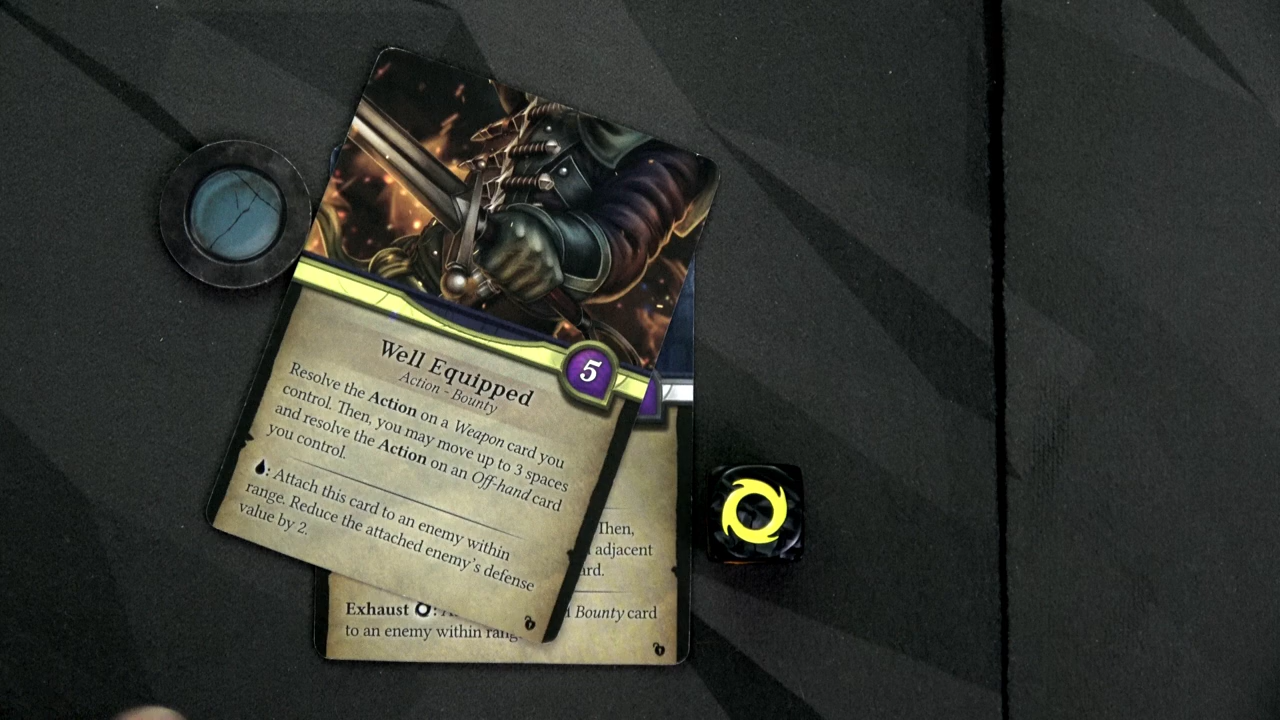 Well Equipped
Action - Bounty
5
Resolve the Action on a Weapon card you
control. Then, you may move up to 3 spaces
and resolve the Action on an Off-hand card
you control.
: Attach this card to an enemy within
range. Reduce the attached enemy's defense
value by 2.
Then,
adjacent
Exhaust : Bounty card
to an enemy within